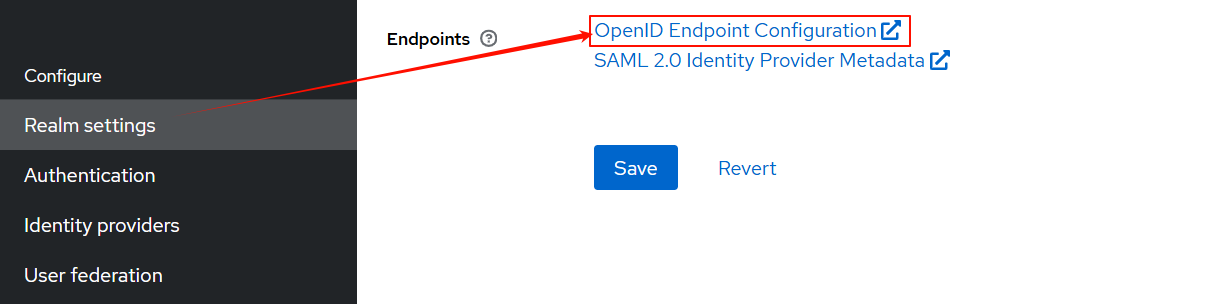 Configure
Realm settings
Authentication
Identity providers
User federation
Endpoints
OpenID Endpoint Configuration
SAML 2.0 Identity Provider Metadata
Save
Revert